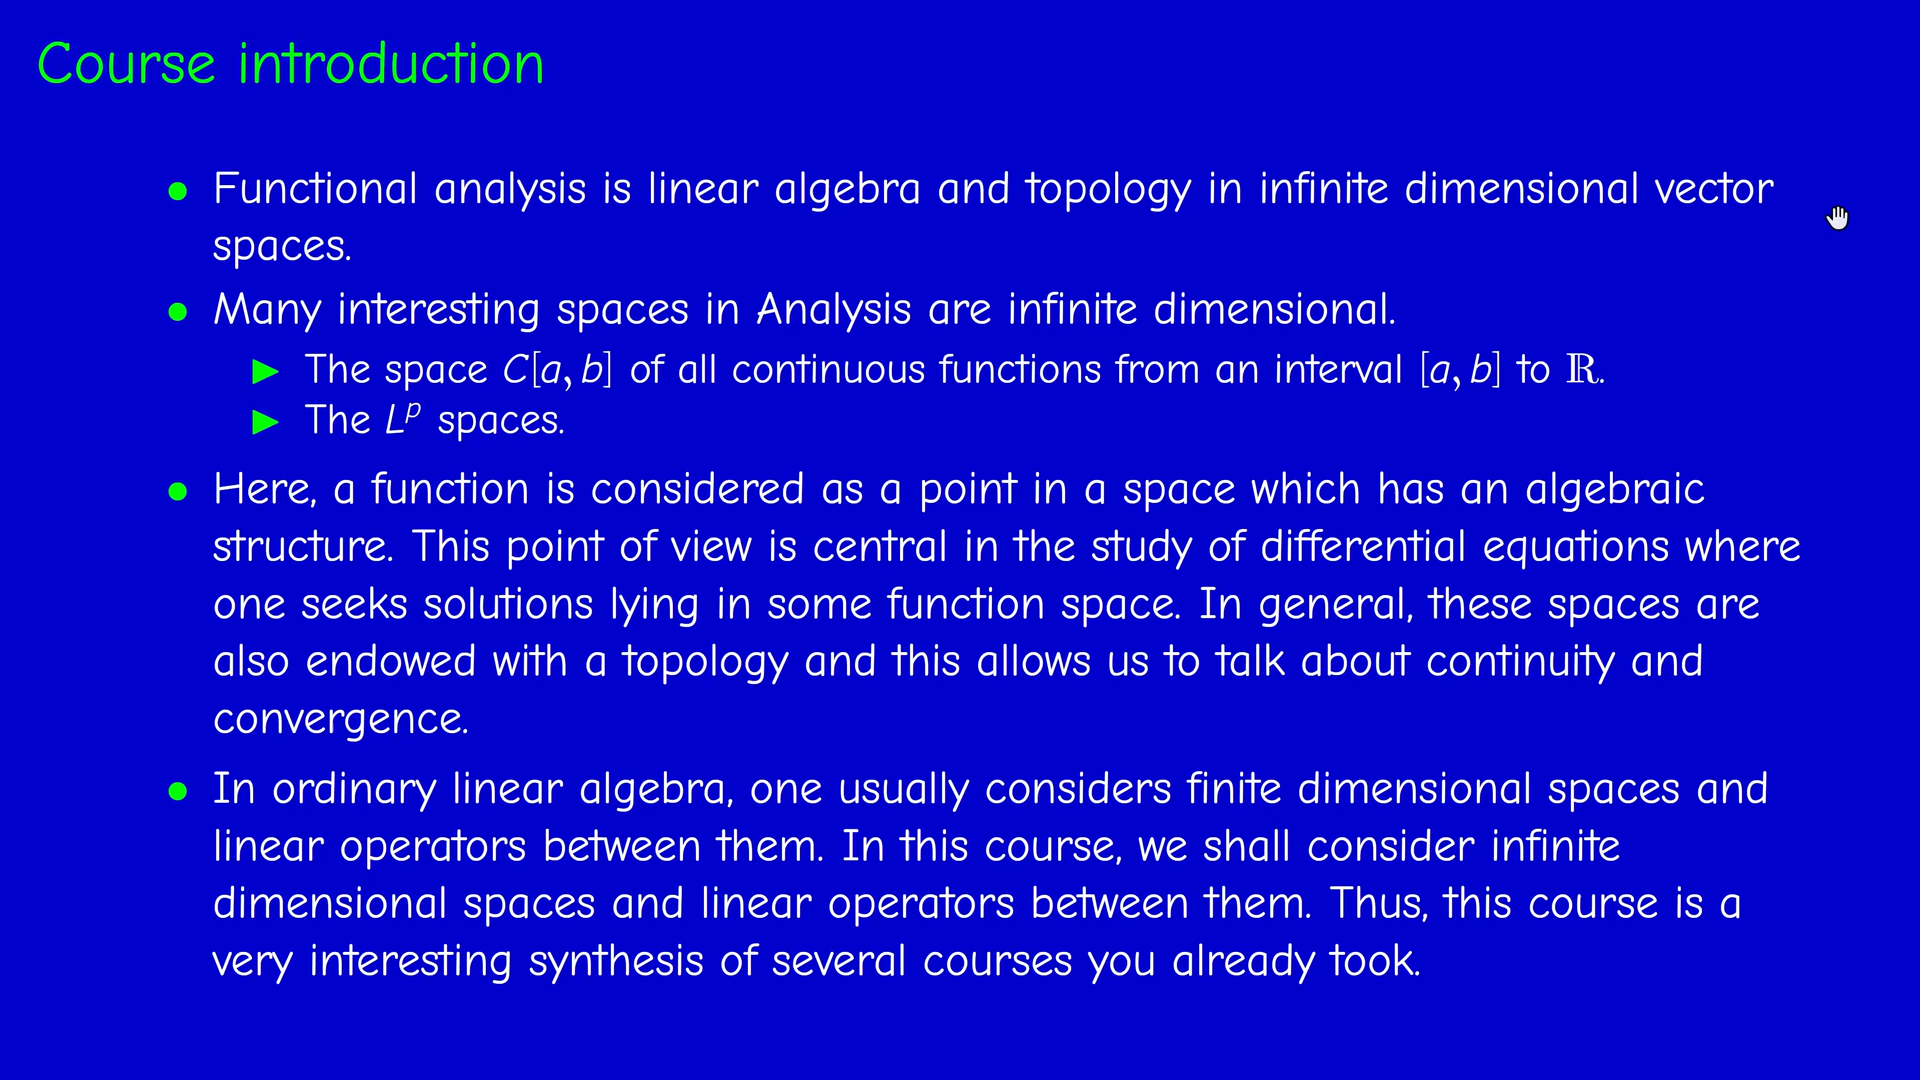 Course introduction
• Functional analysis is linear algebra and topology in infinite dimensional vector
spaces.
• Many interesting spaces in Analysis are infinite dimensional.
▶ The space C[a, b] of all continuous functions from an interval [a, b] to ℝ.
▶ The Lᵖ spaces.
• Here, a function is considered as a point in a space which has an algebraic
structure. This point of view is central in the study of differential equations where
one seeks solutions lying in some function space. In general, these spaces are
also endowed with a topology and this allows us to talk about continuity and
convergence.
• In ordinary linear algebra, one usually considers finite dimensional spaces and
linear operators between them. In this course, we shall consider infinite
dimensional spaces and linear operators between them. Thus, this course is a
very interesting synthesis of several courses you already took.